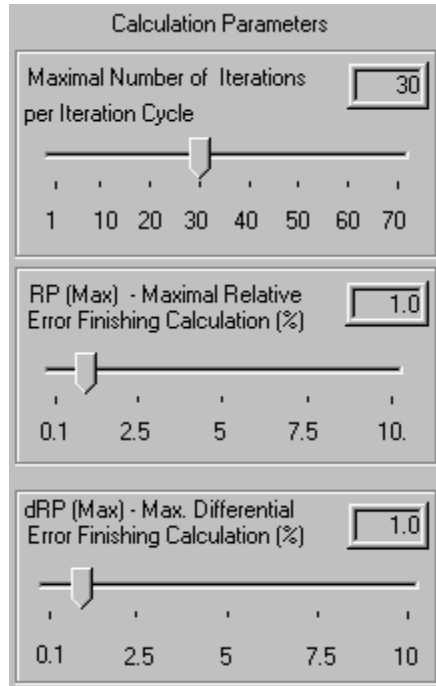 Calculation Parameters
Maximal Number of Iterations
30
per Iteration Cycle
1 10 20 30 40 50 60 70
RP (Max) - Maximal Relative
Error Finishing Calculation (%)
1.0
0.1 2.5 5 7.5 10.
dRP (Max) - Max. Differential
Error Finishing Calculation (%)
1.0
0.1 2.5 5 7.5 10